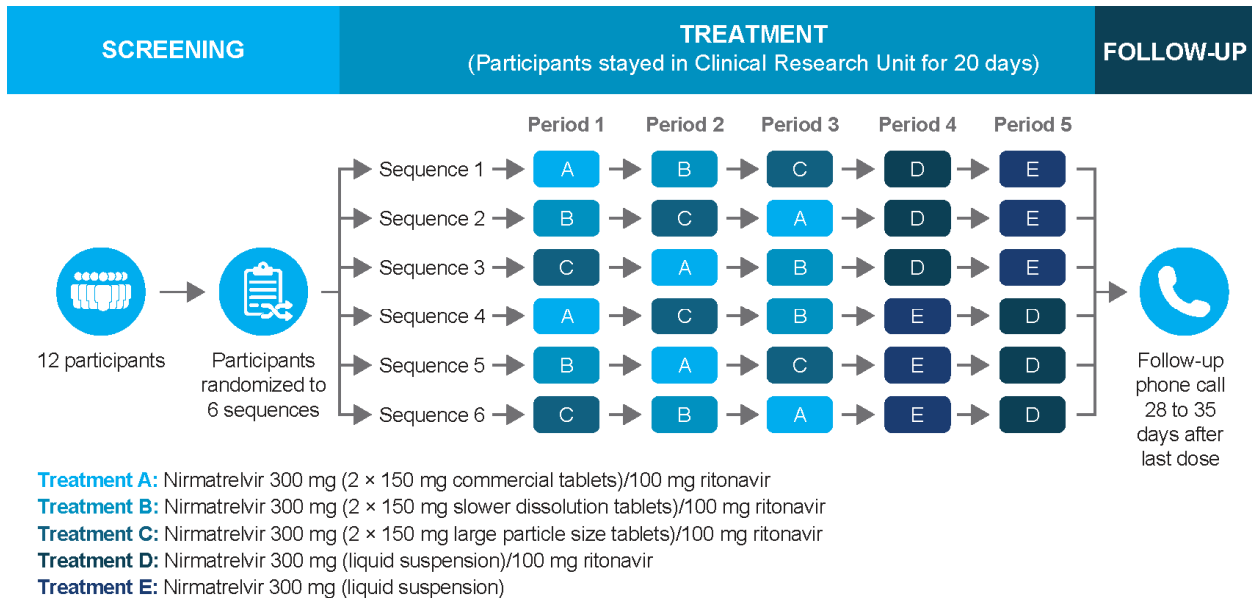 SCREENING
TREATMENT
(Participants stayed in Clinical Research Unit for 20 days)
FOLLOW-UP
Period 1 Period 2 Period 3 Period 4 Period 5
Sequence 1 A B C D E
Sequence 2 B C A D E
Sequence 3 C A B D E
Sequence 4 A C B E D
Sequence 5 B A C E D
Sequence 6 C B A E D
12 participants
Participants
randomized to
6 sequences
Follow-up
phone call
28 to 35
days after
last dose
Treatment A: Nirmatrelvir 300 mg (2 × 150 mg commercial tablets)/100 mg ritonavir
Treatment B: Nirmatrelvir 300 mg (2 × 150 mg slower dissolution tablets)/100 mg ritonavir
Treatment C: Nirmatrelvir 300 mg (2 × 150 mg large particle size tablets)/100 mg ritonavir
Treatment D: Nirmatrelvir 300 mg (liquid suspension)/100 mg ritonavir
Treatment E: Nirmatrelvir 300 mg (liquid suspension)